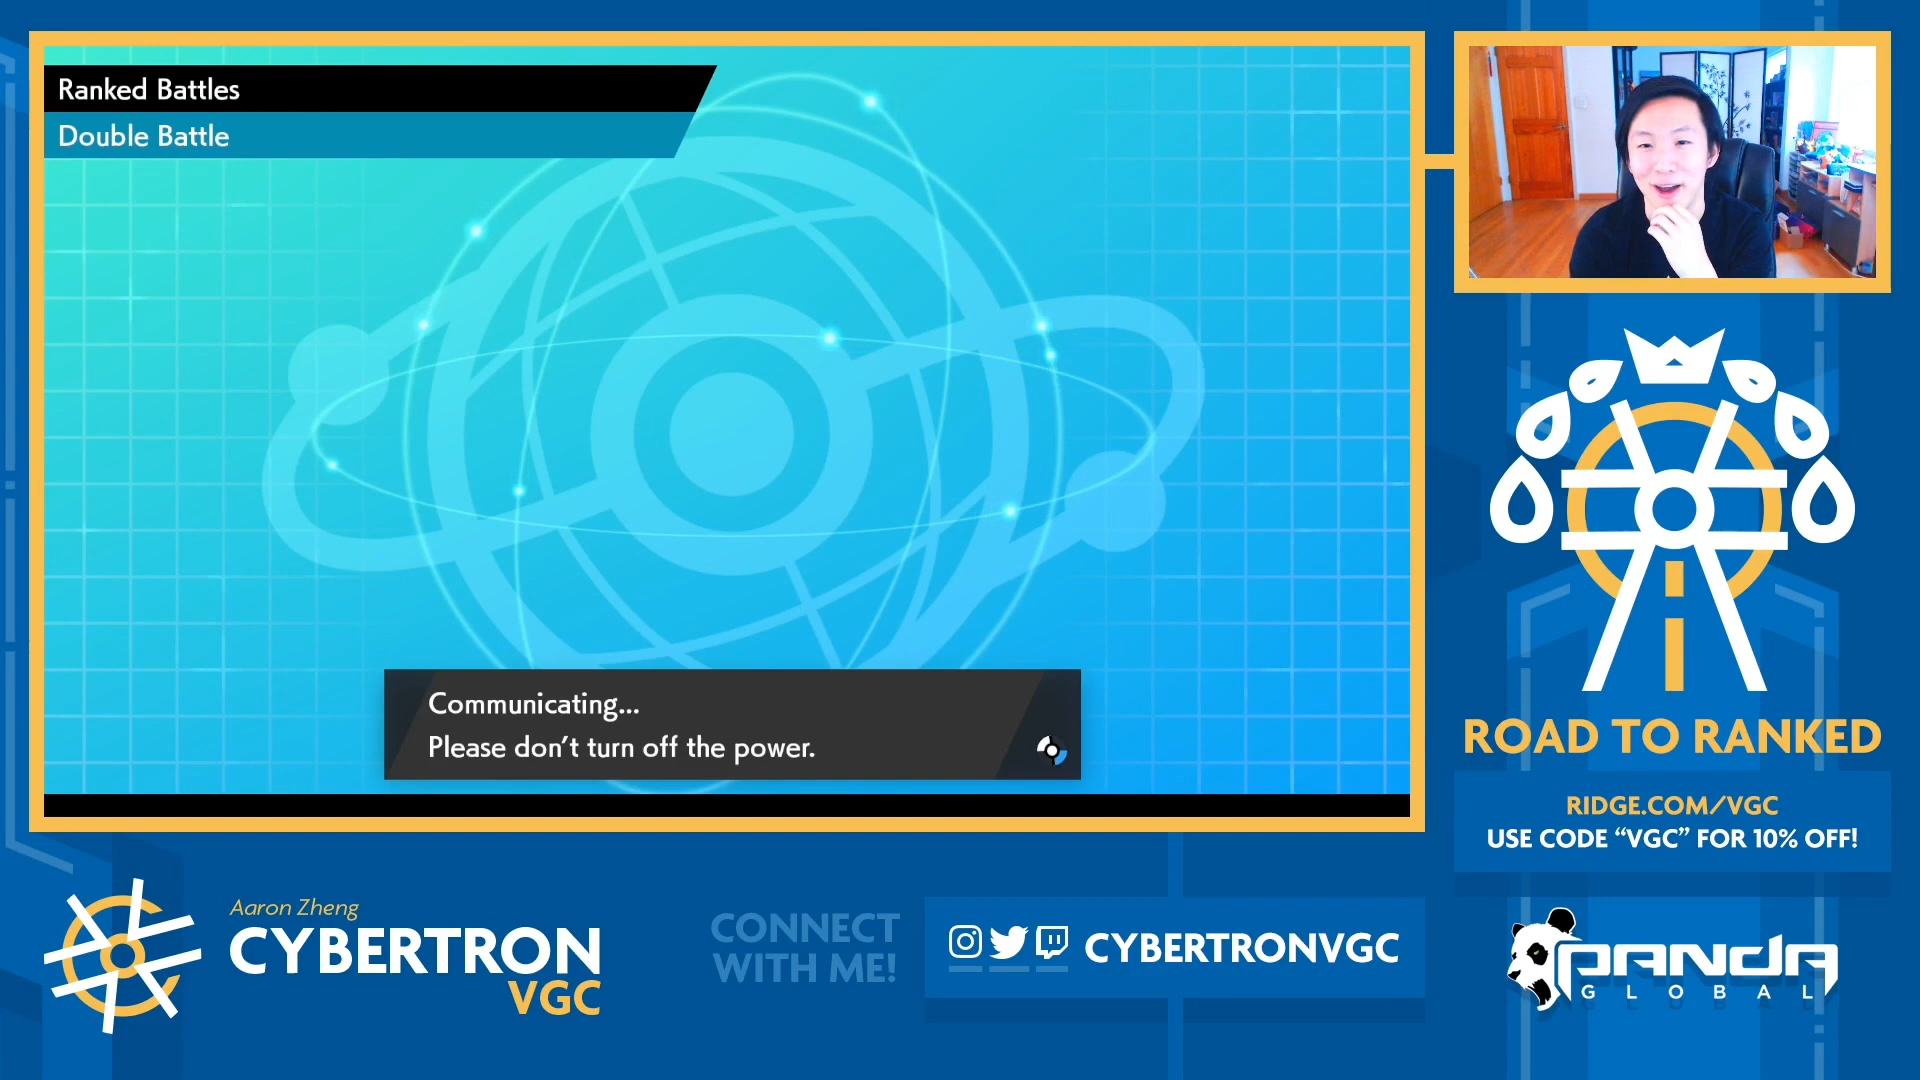 Ranked Battles
Double Battle
Communicating...
Please don't turn off the power.
ROAD TO RANKED
RIDGE.COM/VGC
USE CODE “VGC” FOR 10% OFF!
Aaron Zheng
CYBERTRON
VGC
CONNECT
WITH ME!
CYBERTRONVGC
PANDA
GLOBAL